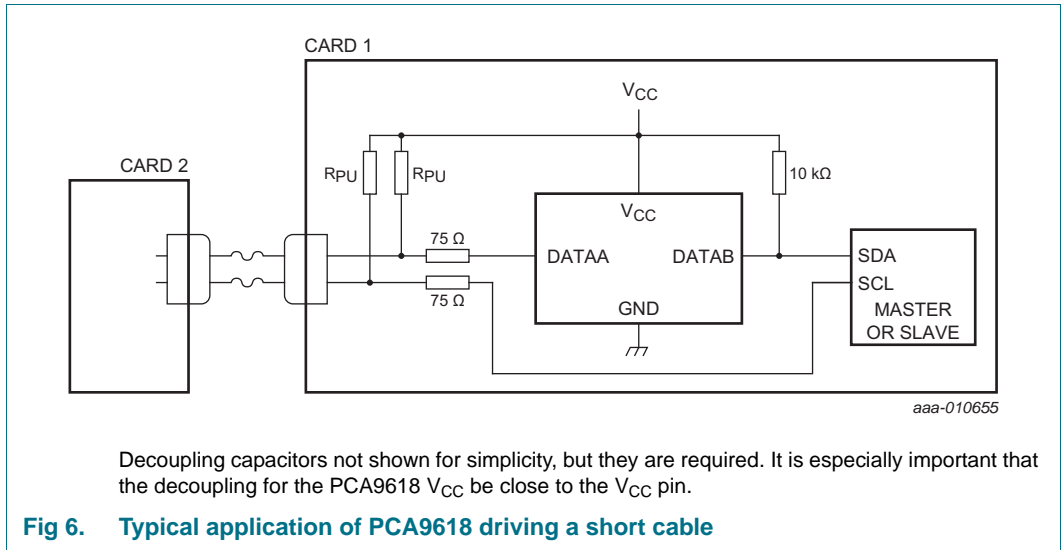 CARD 1
VCC
CARD 2
RPU
RPU
10 kΩ
VCC
75 Ω
DATAA
DATAB
SDA
SCL
75 Ω
GND
MASTER
OR SLAVE
aaa-010655
Decoupling capacitors not shown for simplicity, but they are required. It is especially important that
the decoupling for the PCA9618 VCC be close to the VCC pin.
Fig 6. Typical application of PCA9618 driving a short cable